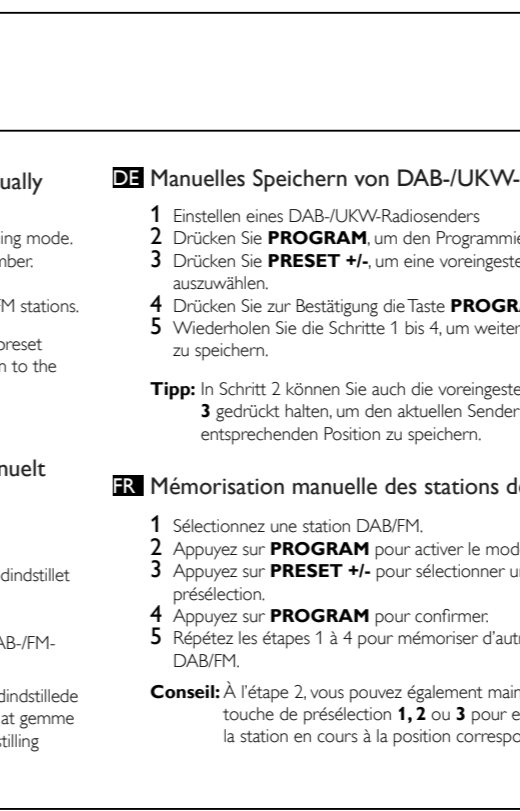 ually
ing mode.
mber.
FM stations.
preset
n to the
nuelt
dindstillet
AB-/FM-
dindstillede
at gemme
stilling
DE Manuelles Speichern von DAB-/UKW-
1 Einstellen eines DAB-/UKW-Radiosenders
2 Drücken Sie PROGRAM, um den Programmie
3 Drücken Sie PRESET +/-, um eine voreingeste
auszuwählen.
4 Drücken Sie zur Bestätigung die Taste PROGRA
5 Wiederholen Sie die Schritte 1 bis 4, um weiter
zu speichern.
Tipp: In Schritt 2 können Sie auch die voreingeste
3 gedrückt halten, um den aktuellen Sender
entsprechenden Position zu speichern.
FR Mémorisation manuelle des stations de
1 Sélectionnez une station DAB/FM.
2 Appuyez sur PROGRAM pour activer le mod
3 Appuyez sur PRESET +/- pour sélectionner un
présélection.
4 Appuyez sur PROGRAM pour confirmer.
5 Répétez les étapes 1 à 4 pour mémoriser d'autr
DAB/FM.
Conseil: À l'étape 2, vous pouvez également main
touche de présélection 1, 2 ou 3 pour e
la station en cours à la position correspo